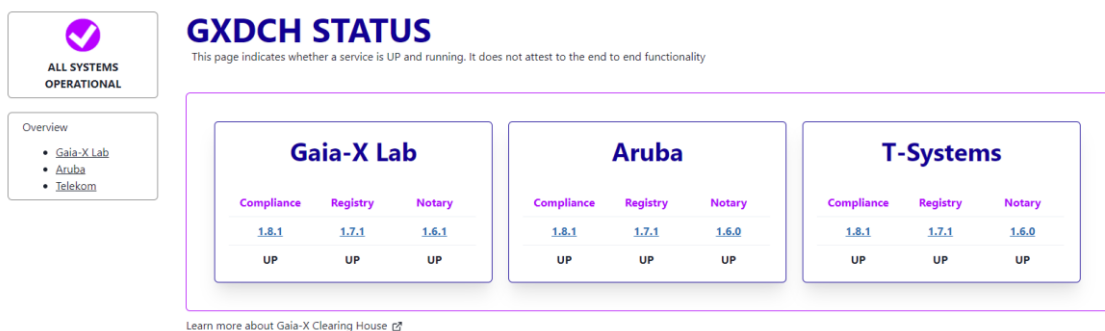 ALL SYSTEMS
OPERATIONAL
Overview
Gaia-X Lab
Aruba
Telekom
GXDCH STATUS
This page indicates whether a service is UP and running. It does not attest to the end to end functionality
Gaia-X Lab
Compliance Registry Notary
1.8.1 1.7.1 1.6.1
UP UP UP
Aruba
Compliance Registry Notary
1.8.1 1.7.1 1.6.0
UP UP UP
T-Systems
Compliance Registry Notary
1.8.1 1.7.1 1.6.0
UP UP UP
Learn more about Gaia-X Clearing House